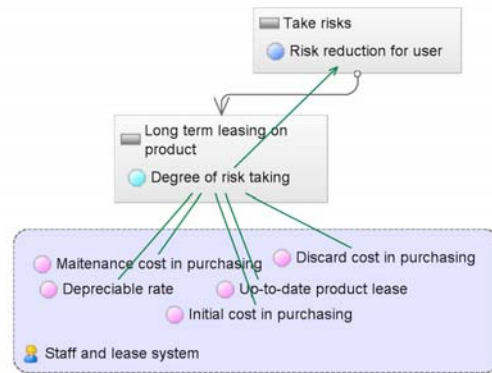 Take risks
Risk reduction for user
Long term leasing on
product
Degree of risk taking
Maitenance cost in purchasing
Discard cost in purchasing
Depreciable rate
Up-to-date product lease
Initial cost in purchasing
Staff and lease system